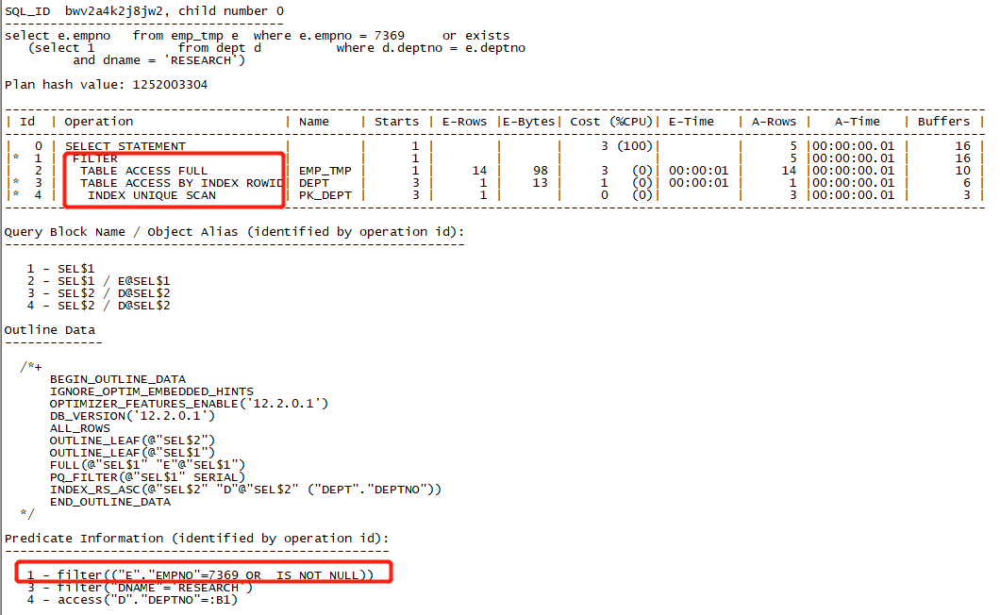 SQL_ID  bwv2a4k2j8jw2, child number 0
-------------------------------------
select e.empno   from emp_tmp e  where e.empno = 7369     or exists
   (select 1           from dept d          where d.deptno = e.deptno
         and dname = 'RESEARCH')
Plan hash value: 1252003304
--------------------------------------------------------------------------------------------------------------------------------
| Id  | Operation                    | Name    | Starts | E-Rows |E-Bytes| Cost (%CPU)| E-Time   | A-Rows |   A-Time   | Buffers |
--------------------------------------------------------------------------------------------------------------------------------
|   0 | SELECT STATEMENT             |         |      1 |        |       |     3 (100)|          |      5 |00:00:00.01 |      16 |
|*  1 |  FILTER                      |         |      1 |        |       |            |          |      5 |00:00:00.01 |      16 |
|   2 |   TABLE ACCESS FULL          | EMP_TMP |      1 |     14 |    98 |     3   (0)| 00:00:01 |     14 |00:00:00.01 |      10 |
|*  3 |   TABLE ACCESS BY INDEX ROWID| DEPT    |      3 |      1 |    13 |     1   (0)| 00:00:01 |      1 |00:00:00.01 |       6 |
|*  4 |    INDEX UNIQUE SCAN         | PK_DEPT |      3 |      1 |       |     0   (0)|          |      3 |00:00:00.01 |       3 |
--------------------------------------------------------------------------------------------------------------------------------
Query Block Name / Object Alias (identified by operation id):
-------------------------------------------------------------
   1 - SEL$1
   2 - SEL$1 / E@SEL$1
   3 - SEL$2 / D@SEL$2
   4 - SEL$2 / D@SEL$2
Outline Data
-------------
  /*+
      BEGIN_OUTLINE_DATA
      IGNORE_OPTIM_EMBEDDED_HINTS
      OPTIMIZER_FEATURES_ENABLE('12.2.0.1')
      DB_VERSION('12.2.0.1')
      ALL_ROWS
      OUTLINE_LEAF(@"SEL$2")
      OUTLINE_LEAF(@"SEL$1")
      FULL(@"SEL$1" "E"@"SEL$1")
      PQ_FILTER(@"SEL$1" SERIAL)
      INDEX_RS_ASC(@"SEL$2" "D"@"SEL$2" ("DEPT"."DEPTNO"))
      END_OUTLINE_DATA
  */
Predicate Information (identified by operation id):
---------------------------------------------------
   1 - filter(("E"."EMPNO"=7369 OR  IS NOT NULL))
   3 - filter("DNAME"='RESEARCH')
   4 - access("D"."DEPTNO"=:B1)